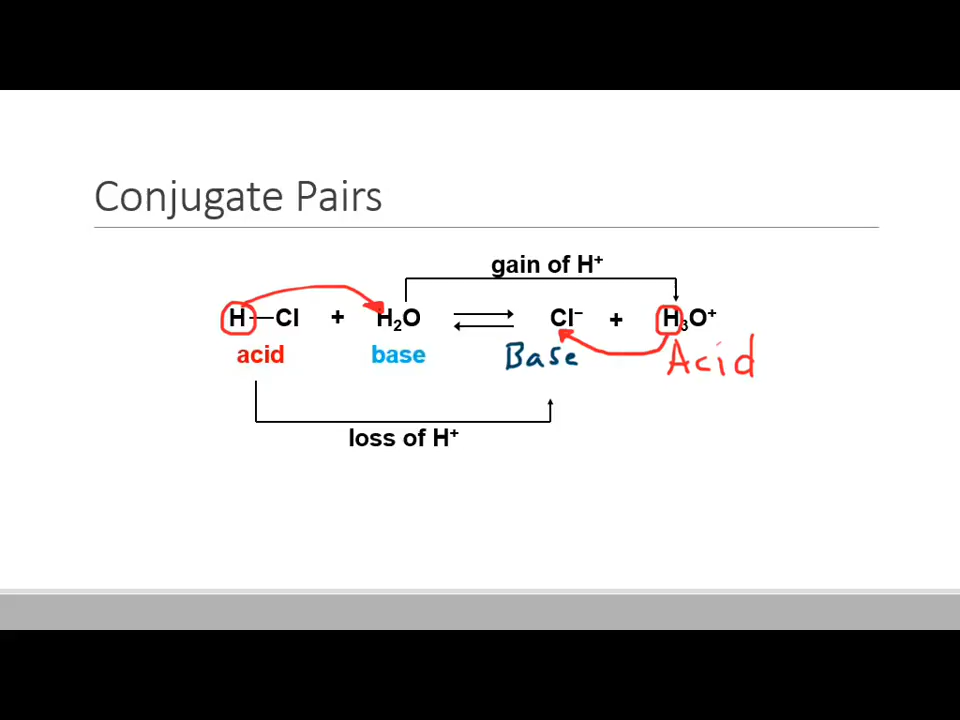 Conjugate Pairs
gain of H⁺
H—Cl + H₂O ⇌ Cl⁻ + H₃O⁺
acid base Base Acid
loss of H⁺